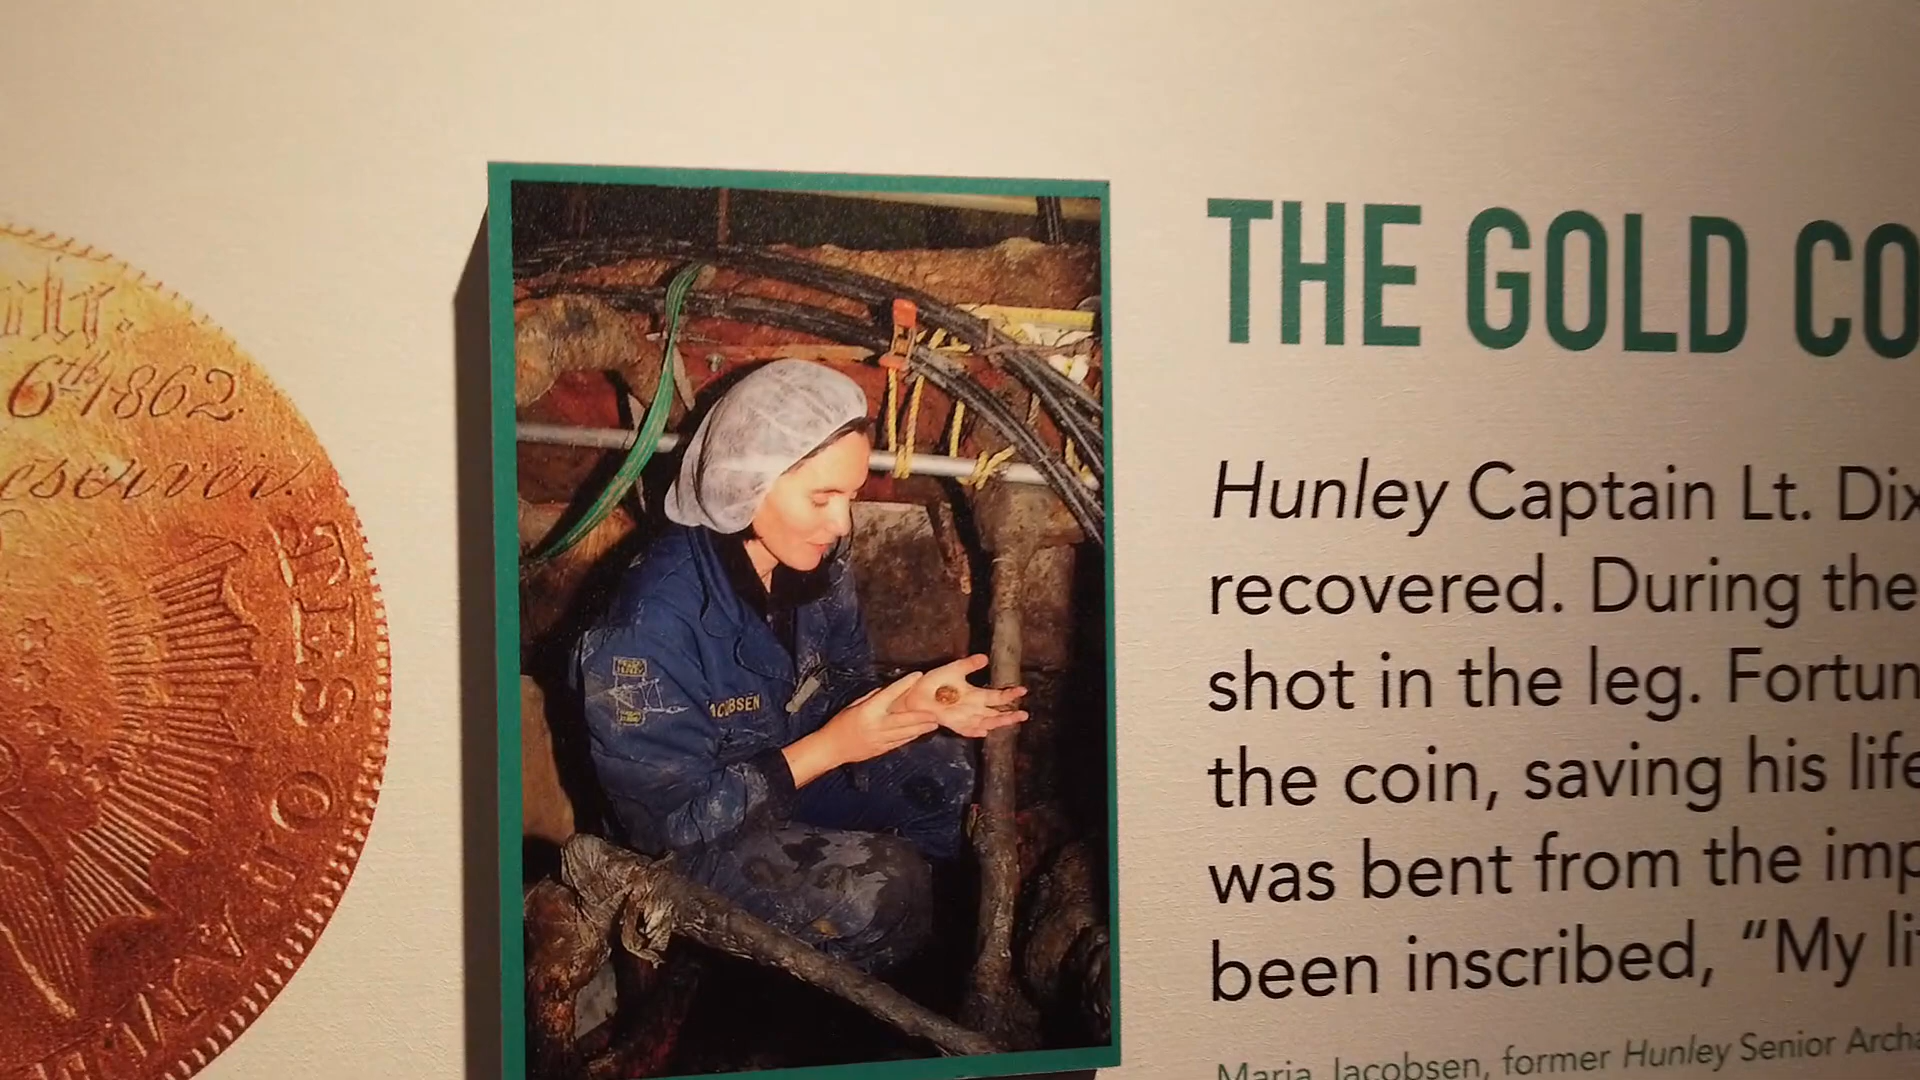 6th 1862
TES OF
JACOBSEN
THE GOLD CO
Hunley Captain Lt. Dix
recovered. During the
shot in the leg. Fortun
the coin, saving his life
was bent from the imp
been inscribed, “My li
Maria Jacobsen, former Hunley Senior Archa